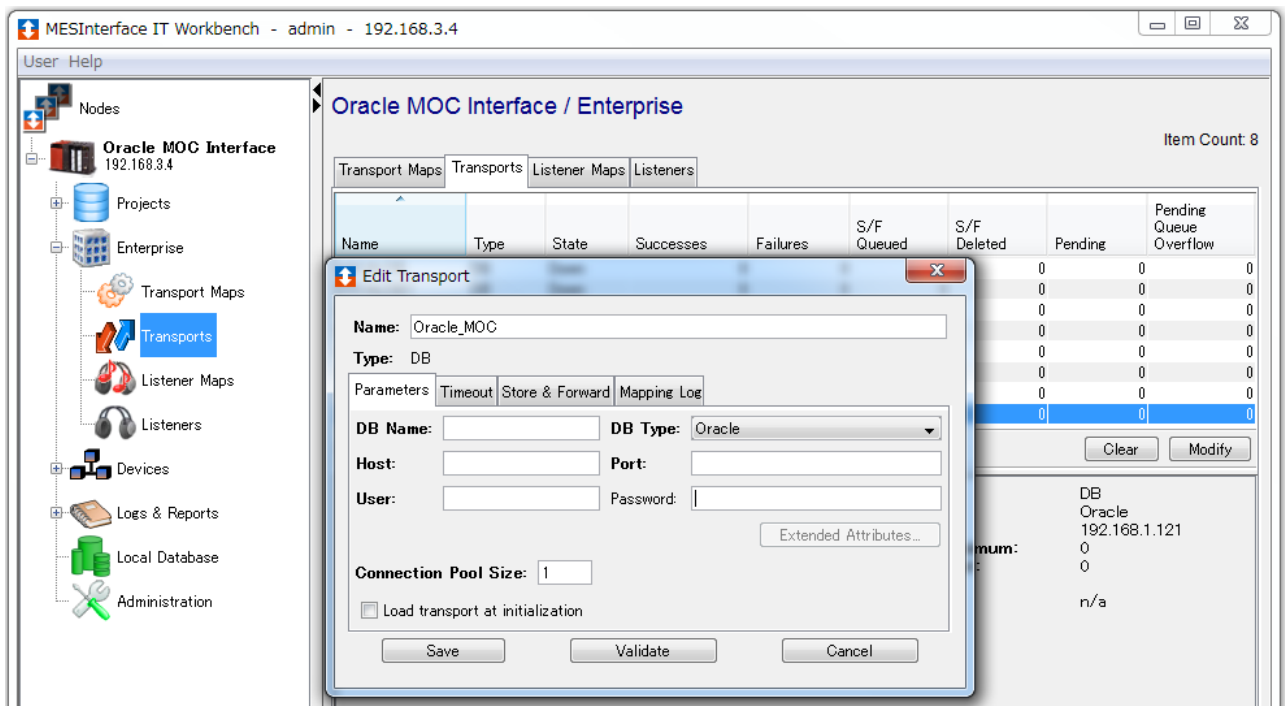 MESInterface IT Workbench - admin - 192.168.3.4
User Help
Nodes
Oracle MOC Interface
192.168.3.4
Projects
Enterprise
Transport Maps
Transports
Listener Maps
Listeners
Devices
Logs & Reports
Local Database
Administration
Oracle MOC Interface / Enterprise
Item Count: 8
Transport Maps Transports Listener Maps Listeners
Name Type State Successes Failures S/F Queued S/F Deleted Pending Pending Queue Overflow
0 0 0
0 0 0
0 0 0
0 0 0
0 0 0
0 0 0
0 0 0
0 0 0
Clear Modify
DB
Oracle
192.168.1.121
mum: 0
: 0
n/a
Edit Transport
Name: Oracle_MOC
Type: DB
Parameters Timeout Store & Forward Mapping Log
DB Name: DB Type: Oracle
Host: Port:
User: Password:
Extended Attributes...
Connection Pool Size: 1
Load transport at initialization
Save Validate Cancel